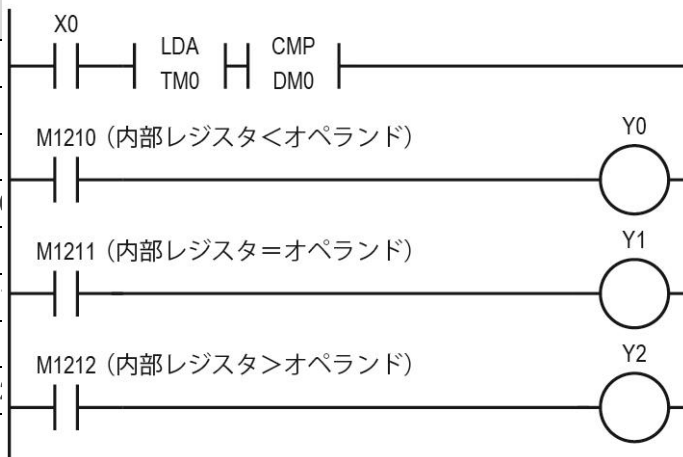 X0
LDA CMP
TM0 DM0
M1210（内部レジスタ＜オペランド）
Y0
M1211（内部レジスタ＝オペランド）
Y1
M1212（内部レジスタ＞オペランド）
Y2